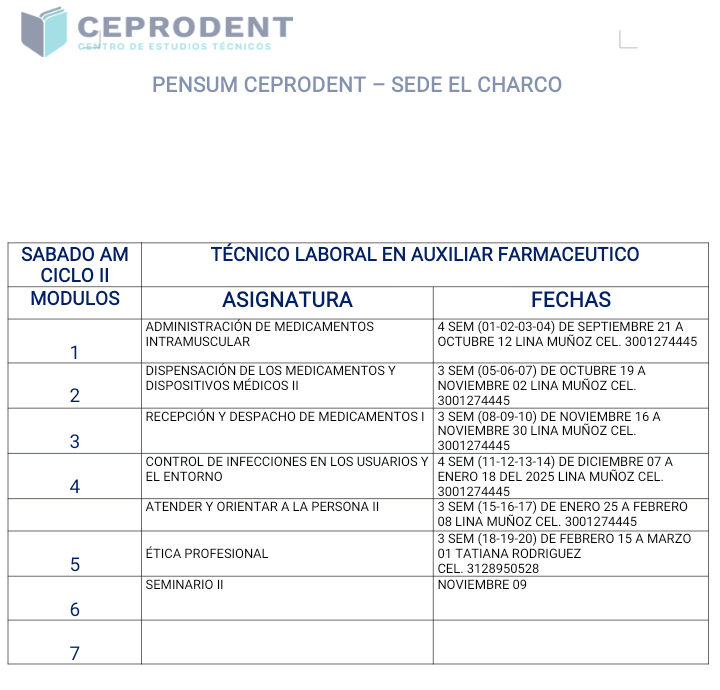 CEPRODENT
CENTRO DE ESTUDIOS TÉCNICOS
PENSUM CEPRODENT – SEDE EL CHARCO
SABADO AM
CICLO II
TÉCNICO LABORAL EN AUXILIAR FARMACEUTICO
MODULOS
ASIGNATURA
FECHAS
1
ADMINISTRACIÓN DE MEDICAMENTOS
INTRAMUSCULAR
4 SEM (01-02-03-04) DE SEPTIEMBRE 21 A
OCTUBRE 12 LINA MUÑOZ CEL. 3001274445
2
DISPENSACIÓN DE LOS MEDICAMENTOS Y
DISPOSITIVOS MÉDICOS II
3 SEM (05-06-07) DE OCTUBRE 19 A
NOVIEMBRE 02 LINA MUÑOZ CEL.
3001274445
3
RECEPCIÓN Y DESPACHO DE MEDICAMENTOS I
3 SEM (08-09-10) DE NOVIEMBRE 16 A
NOVIEMBRE 30 LINA MUÑOZ CEL.
3001274445
4
CONTROL DE INFECCIONES EN LOS USUARIOS Y
EL ENTORNO
4 SEM (11-12-13-14) DE DICIEMBRE 07 A
ENERO 18 DEL 2025 LINA MUÑOZ CEL.
3001274445
ATENDER Y ORIENTAR A LA PERSONA II
3 SEM (15-16-17) DE ENERO 25 A FEBRERO
08 LINA MUÑOZ CEL. 3001274445
5
ÉTICA PROFESIONAL
3 SEM (18-19-20) DE FEBRERO 15 A MARZO
01 TATIANA RODRIGUEZ
CEL. 3128950528
6
SEMINARIO II
NOVIEMBRE 09
7